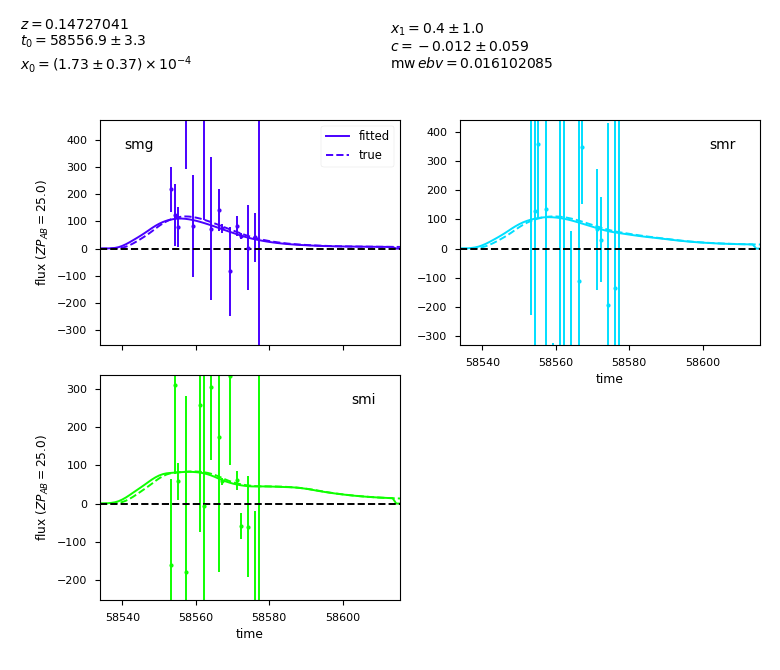 z = 0.14727041
t₀ = 58556.9 ± 3.3
x₀ = (1.73 ± 0.37) × 10⁻⁴
x₁ = 0.4 ± 1.0
c = −0.012 ± 0.059
mw ebv = 0.016102085
smg
fitted
true
400
300
200
100
0
−100
−200
−300
flux (ZP_AB = 25.0)
smr
400
300
200
100
0
−100
−200
−300
58540 58560 58580 58600
time
smi
300
200
100
0
−100
−200
flux (ZP_AB = 25.0)
58540 58560 58580 58600
time